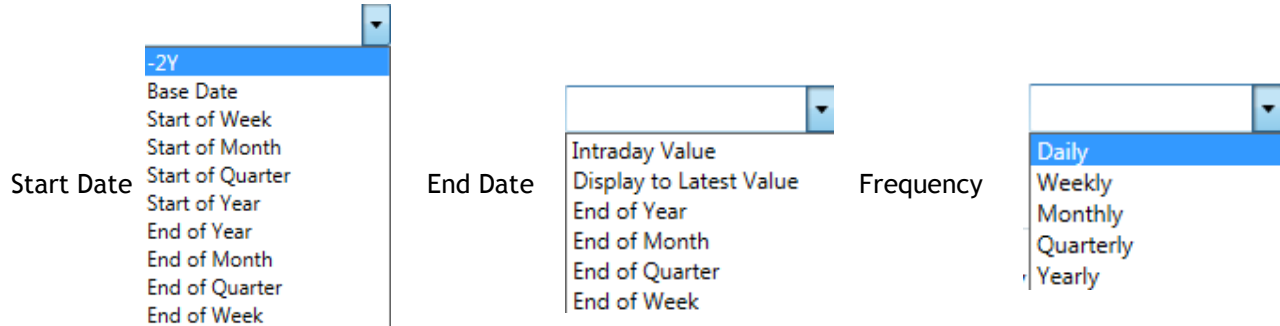 Start Date
-2Y
Base Date
Start of Week
Start of Month
Start of Quarter
Start of Year
End of Year
End of Month
End of Quarter
End of Week
End Date
Intraday Value
Display to Latest Value
End of Year
End of Month
End of Quarter
End of Week
Frequency
Daily
Weekly
Monthly
Quarterly
Yearly